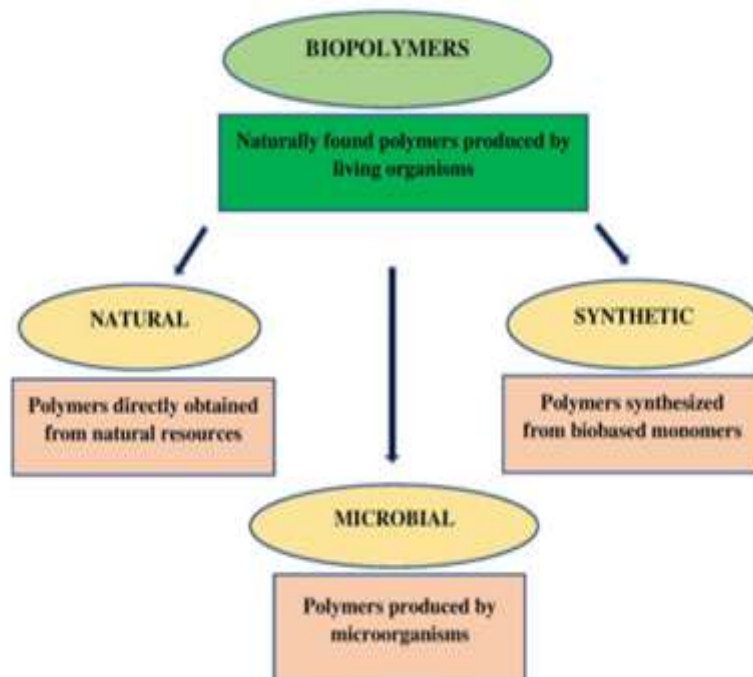 BIOPOLYMERS
Naturally found polymers produced by
living organisms
NATURAL
Polymers directly obtained
from natural resources
SYNTHETIC
Polymers synthesized
from biobased monomers
MICROBIAL
Polymers produced by
microorganisms